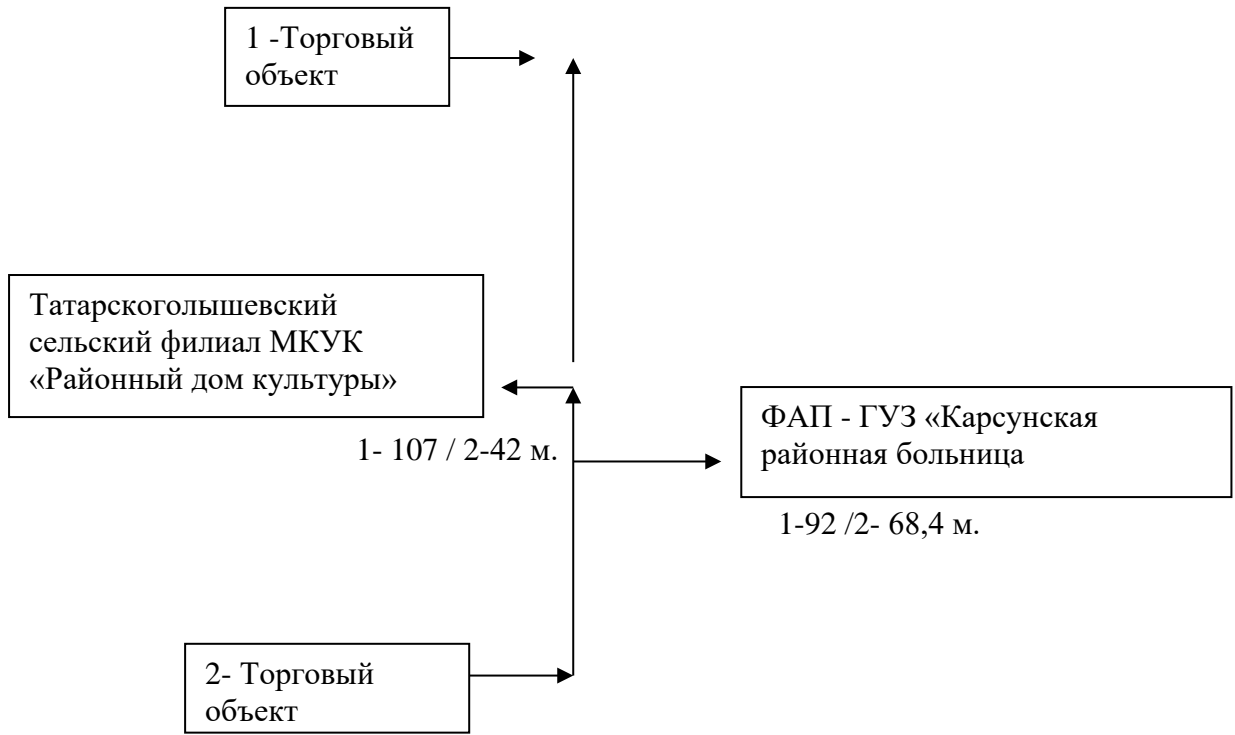 1 -Торговый
объект
Татарскоголышевский
сельский филиал МКУК
«Районный дом культуры»
1- 107 / 2-42 м.
ФАП - ГУЗ «Карсунская
районная больница
1-92 /2- 68,4 м.
2- Торговый
объект